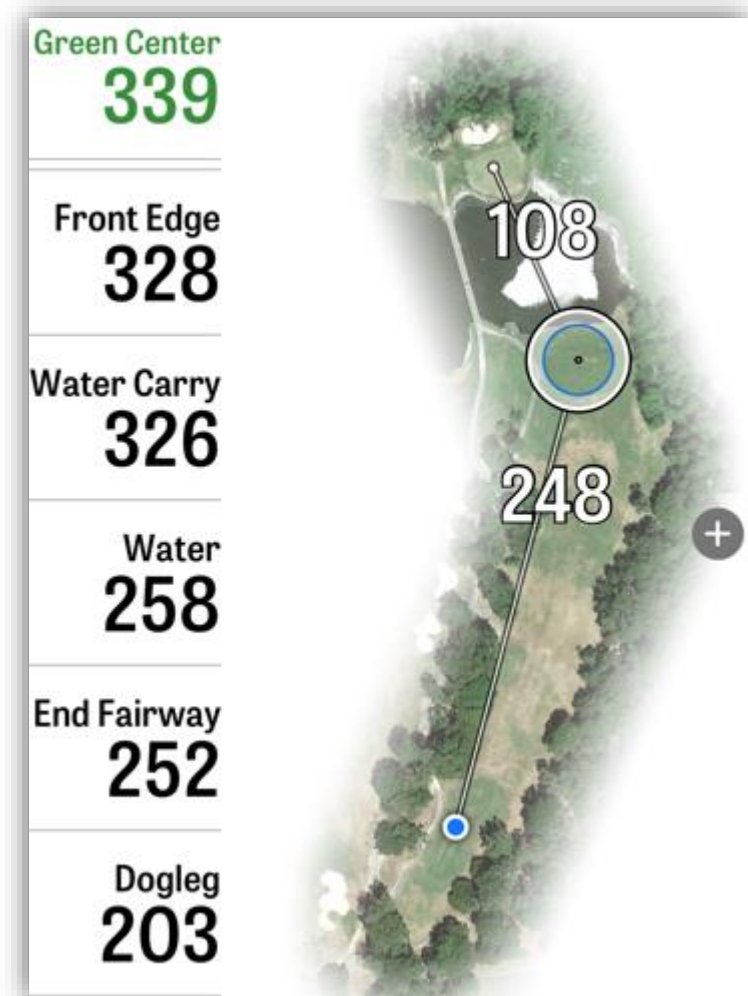 Green Center
339
Front Edge
328
Water Carry
326
Water
258
End Fairway
252
Dogleg
203
108
248
+